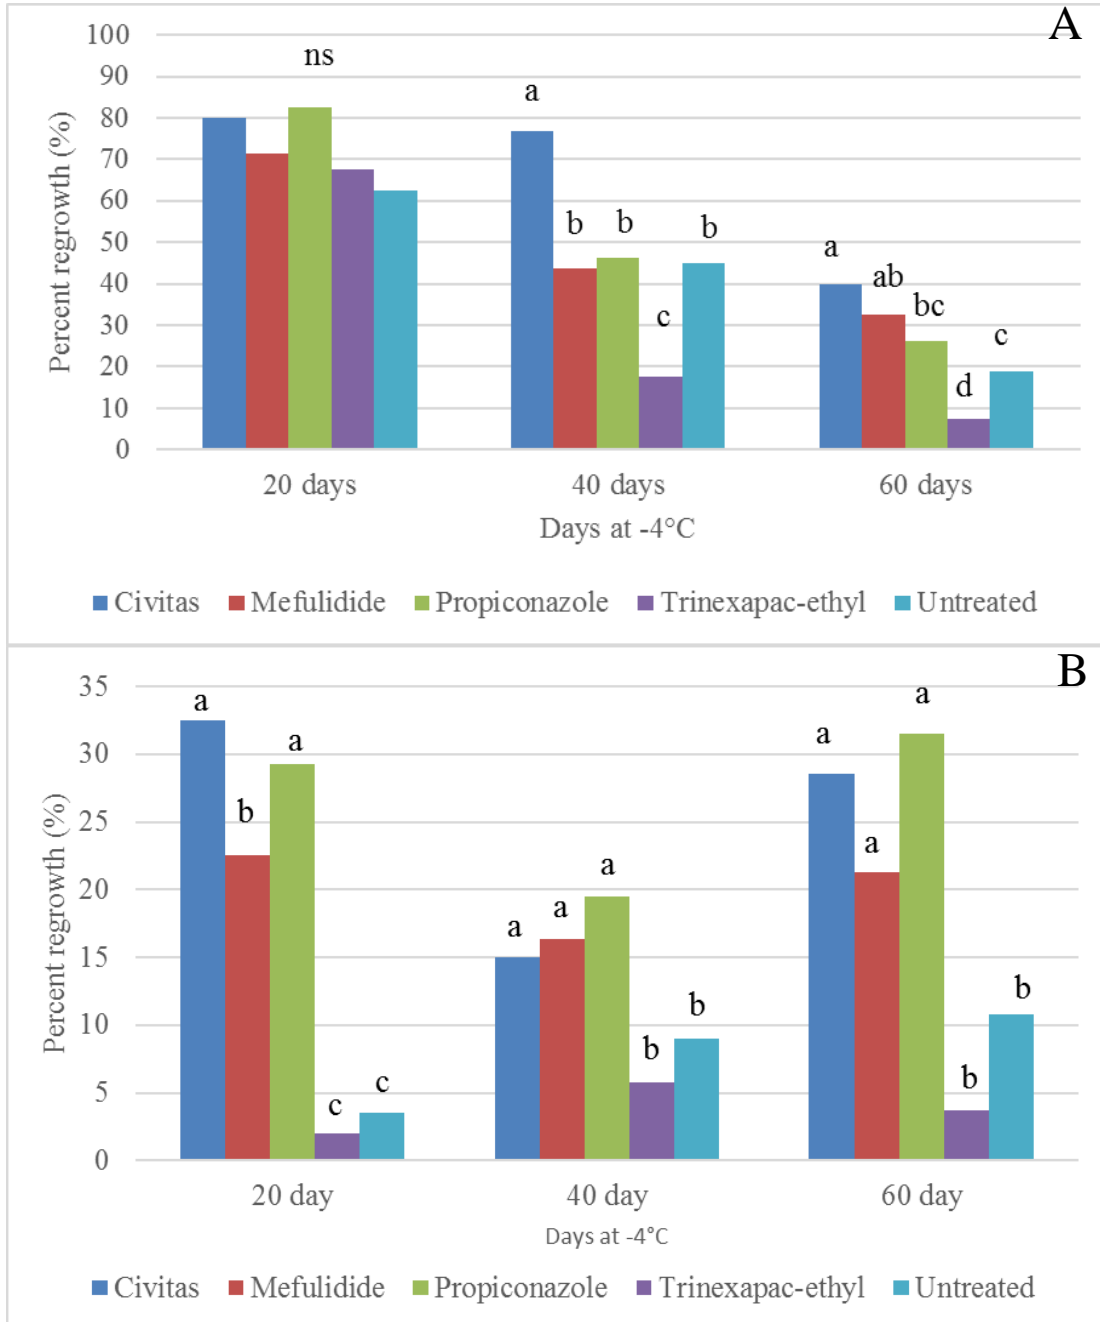 A
100
90
80
70
60
50
40
30
20
10
0
Percent regrowth (%)
ns
a
b
b
c
b
a
ab
bc
d
c
20 days 40 days 60 days
Days at -4°C
Civitas Mefulidide Propiconazole Trinexapac-ethyl Untreated
B
35
30
25
20
15
10
5
0
Percent regrowth (%)
a
b
a
c
c
a
a
a
b
b
a
a
a
b
b
20 day 40 day 60 day
Days at -4°C
Civitas Mefulidide Propiconazole Trinexapac-ethyl Untreated